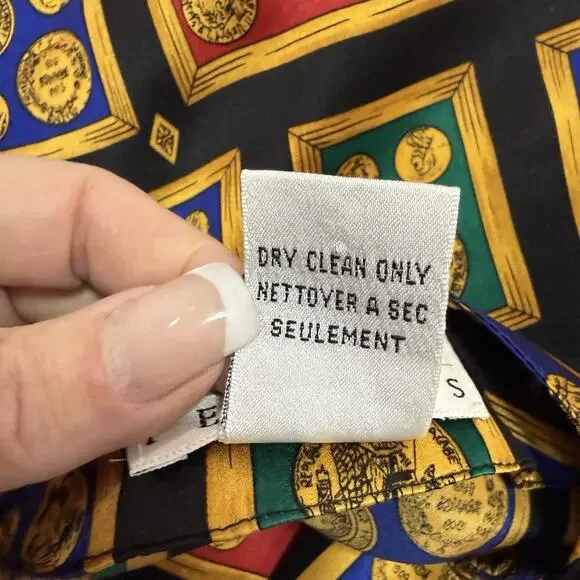 DRY CLEAN ONLY
NETTOYER A SEC
SEULEMENT
S